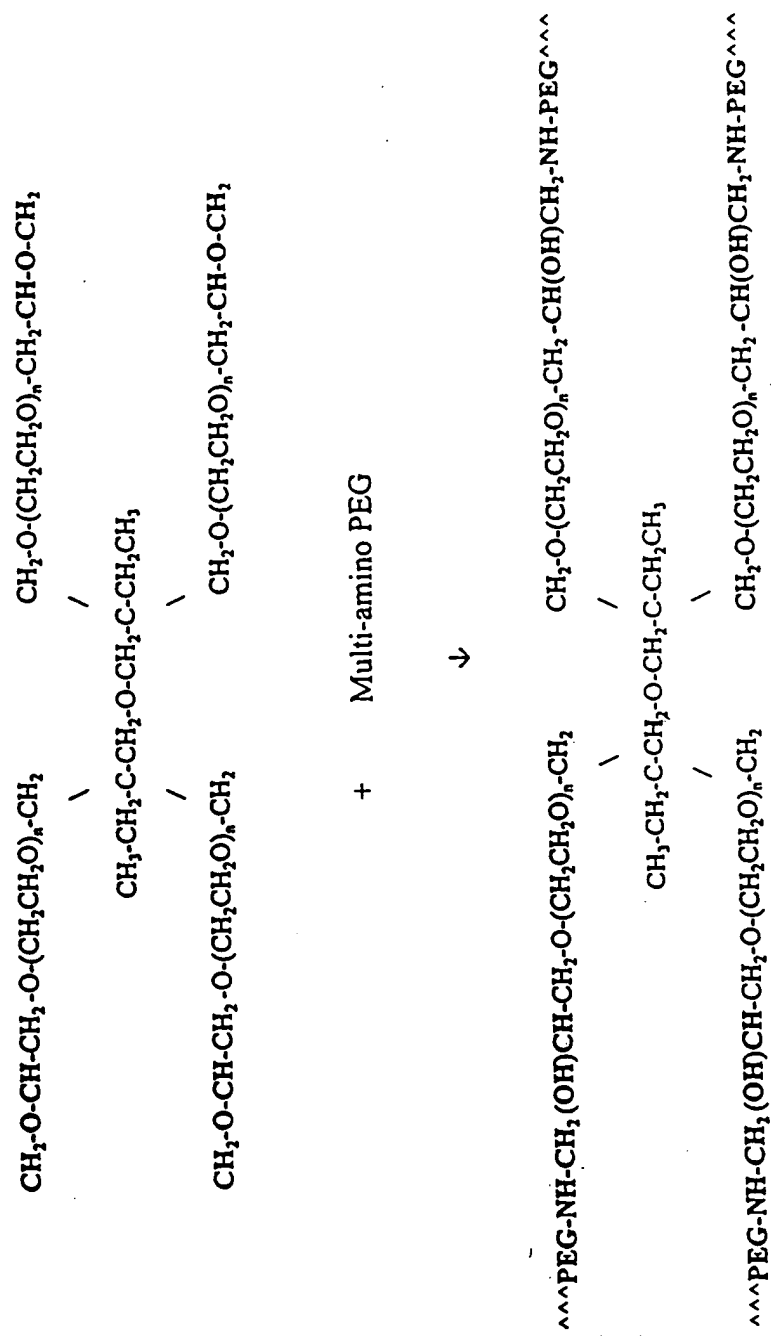 CH₂-O-CH-CH₂-O-(CH₂CH₂O)ₙ-CH₂ CH₂-O-(CH₂CH₂O)ₙ-CH₂-CH-O-CH₂
\ /
CH₃-CH₂-C-CH₂-O-CH₂-C-CH₂CH₃
/ \
CH₂-O-CH-CH₂-O-(CH₂CH₂O)ₙ-CH₂ CH₂-O-(CH₂CH₂O)ₙ-CH₂-CH-O-CH₂
+ Multi-amino PEG
↓
^^^PEG-NH-CH₂(OH)CH-CH₂-O-(CH₂CH₂O)ₙ-CH₂ CH₂-O-(CH₂CH₂O)ₙ-CH₂-CH(OH)CH₂-NH-PEG^^^
\ /
CH₃-CH₂-C-CH₂-O-CH₂-C-CH₂CH₃
/ \
^^^PEG-NH-CH₂(OH)CH-CH₂-O-(CH₂CH₂O)ₙ-CH₂ CH₂-O-(CH₂CH₂O)ₙ-CH₂-CH(OH)CH₂-NH-PEG^^^